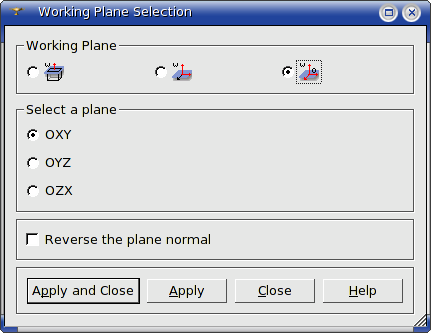 Working Plane Selection
Working Plane
Select a plane
OXY
OYZ
OZX
Reverse the plane normal
Apply and Close Apply Close Help